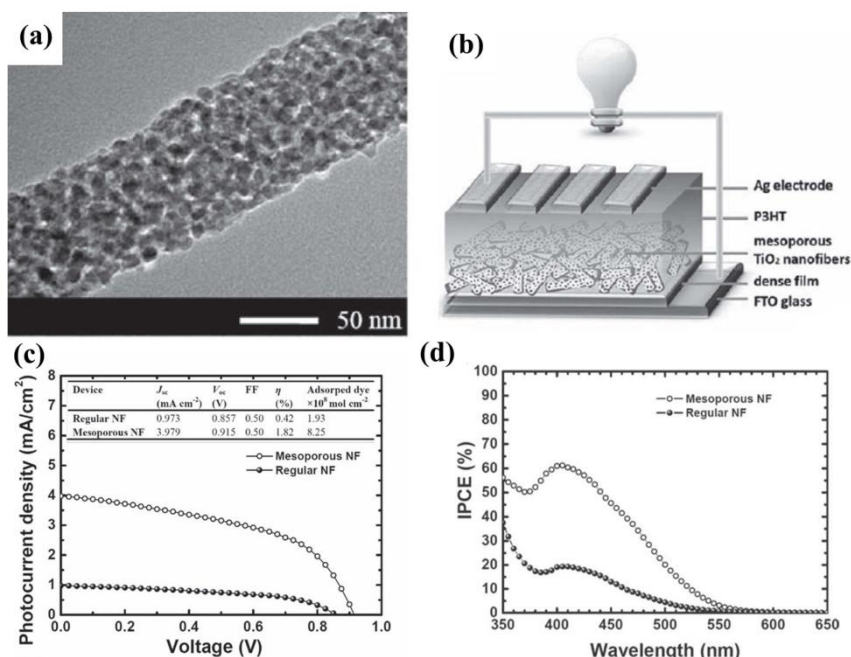 (a)
50 nm
(b)
Ag electrode
P3HT
mesoporous
TiO₂ nanofibers
dense film
FTO glass
(c)
Photocurrent density (mA/cm²)
8
7
6
5
4
3
2
1
0
Device Jsc Voc FF η Adsorped dye
(mA cm⁻²) (V) (%) ×10⁸ mol cm⁻²
Regular NF 0.973 0.857 0.50 0.42 1.93
Mesoporous NF 3.979 0.915 0.50 1.82 8.25
Mesoporous NF
Regular NF
0.0 0.2 0.4 0.6 0.8 1.0
Voltage (V)
(d)
IPCE (%)
100
90
80
70
60
50
40
30
20
10
0
Mesoporous NF
Regular NF
350 400 450 500 550 600 650
Wavelength (nm)